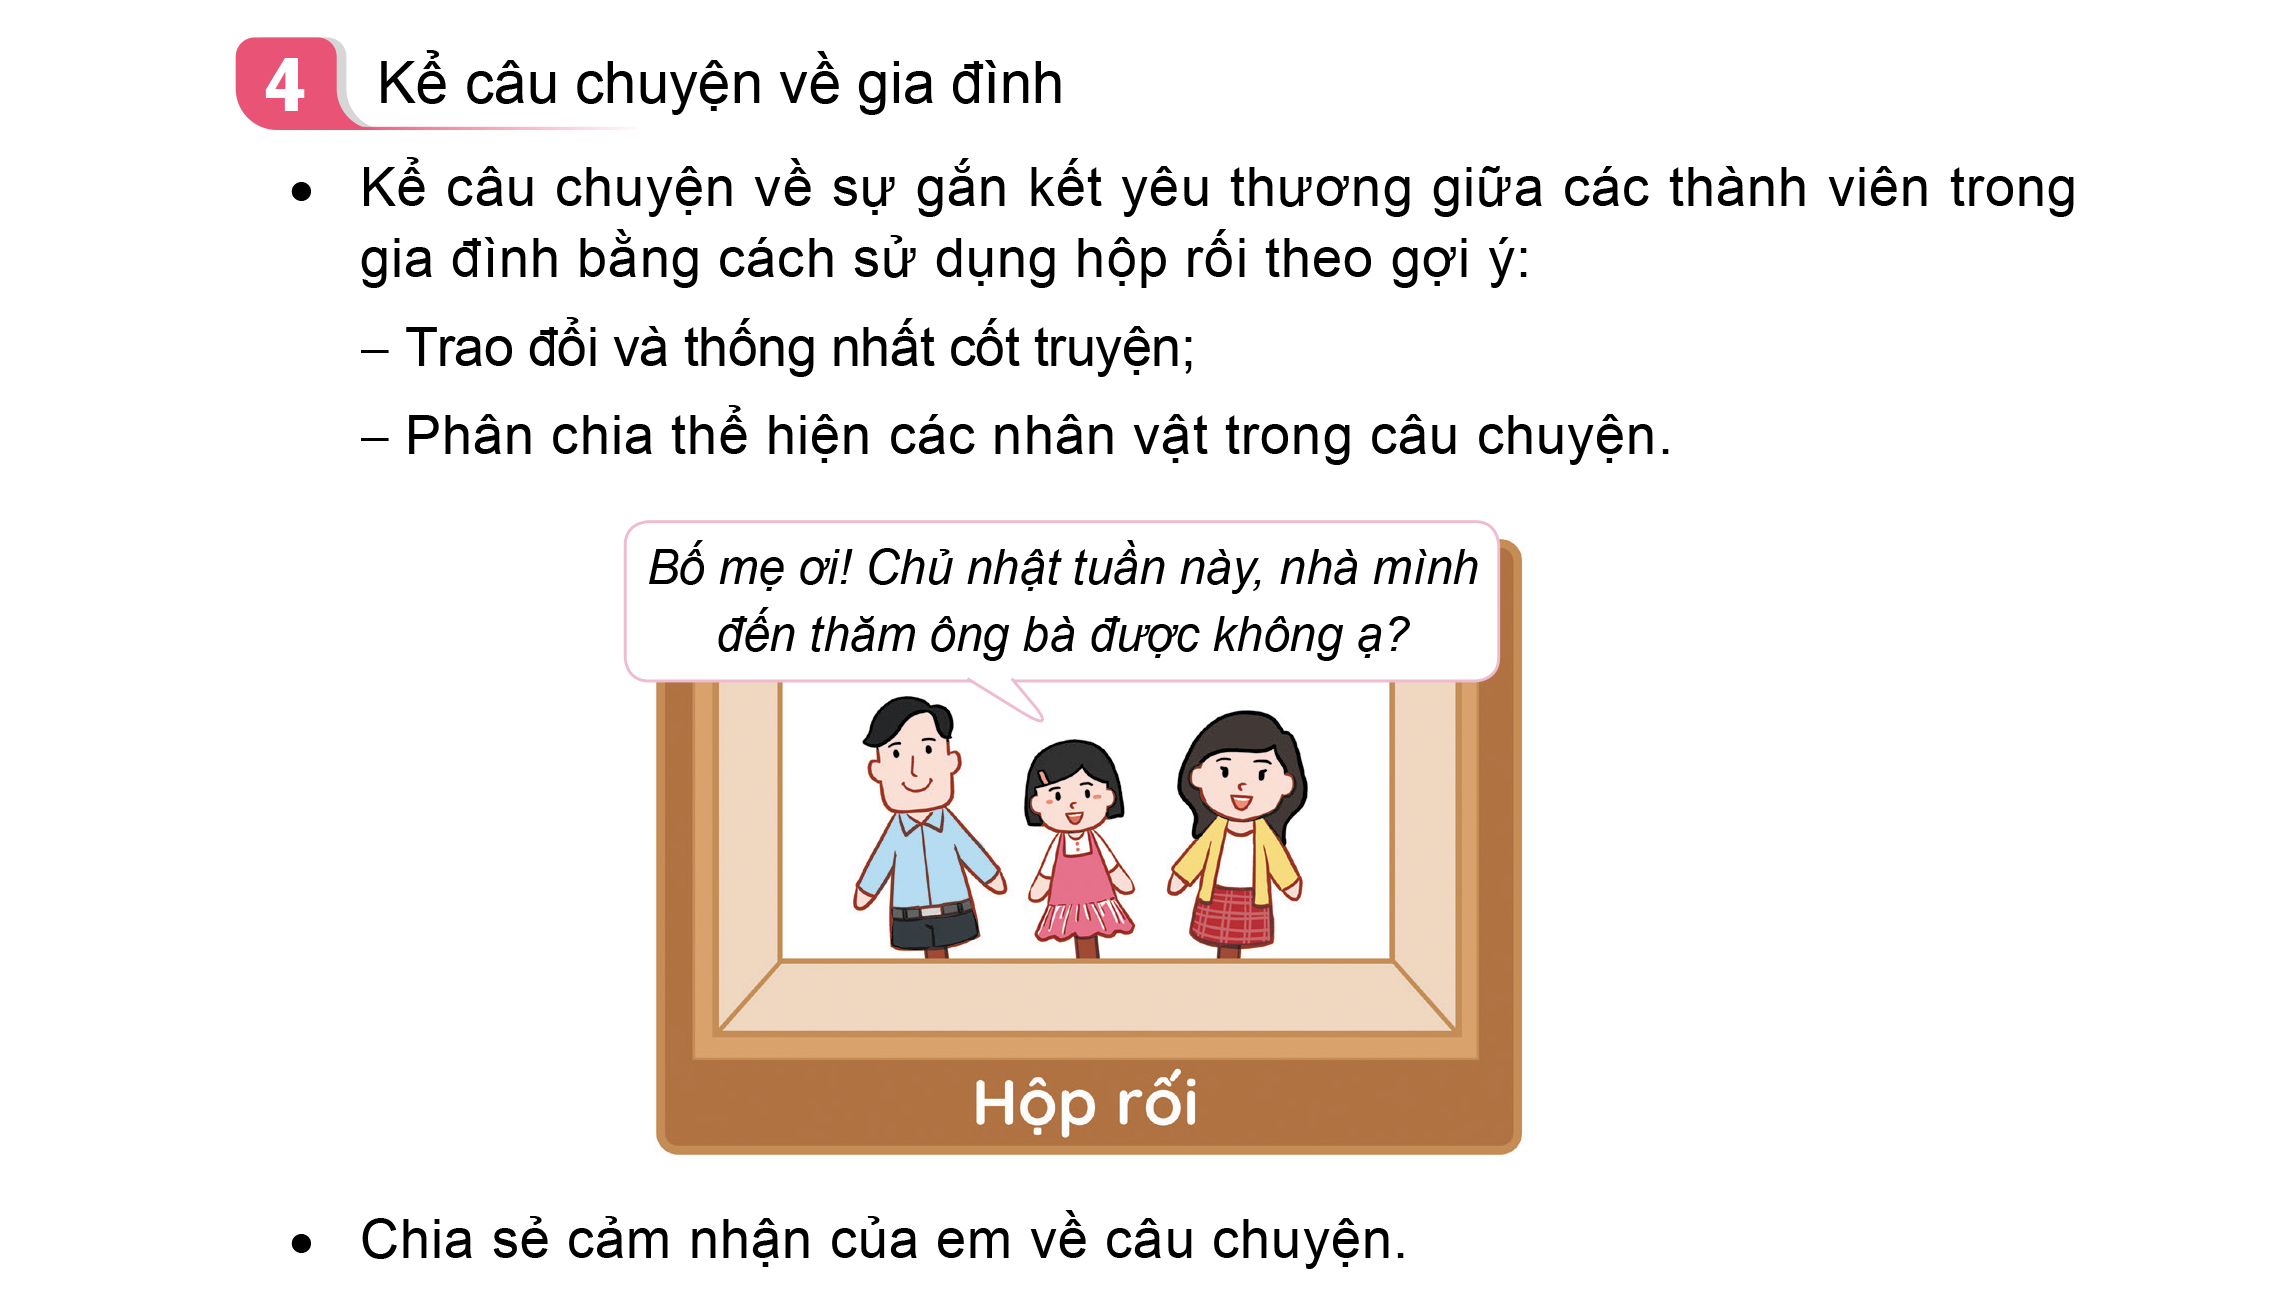 4 Kể câu chuyện về gia đình
• Kể câu chuyện về sự gắn kết yêu thương giữa các thành viên trong
gia đình bằng cách sử dụng hộp rối theo gợi ý:
– Trao đổi và thống nhất cốt truyện;
– Phân chia thể hiện các nhân vật trong câu chuyện.
Bố mẹ ơi! Chủ nhật tuần này, nhà mình
đến thăm ông bà được không ạ?
Hộp rối
• Chia sẻ cảm nhận của em về câu chuyện.